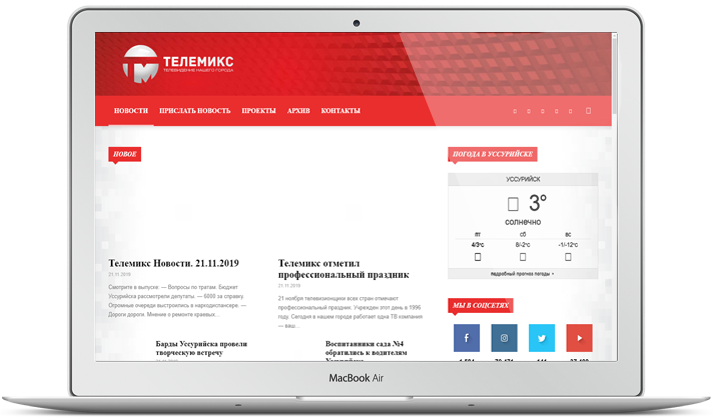 ТЕЛЕМИКС
ТЕЛЕВИДЕНИЕ НАШЕГО ГОРОДА
НОВОСТИ ПРИСЛАТЬ НОВОСТЬ ПРОЕКТЫ АРХИВ КОНТАКТЫ
НОВОЕ
Телемикс Новости. 21.11.2019
21.11.2019
Смотрите в выпуске: — Вопросы по тратам. бюджет
Уссурийска рассмотрели депутаты. — 6000 за справку.
Огромные очереди выстроились в наркодиспансере. —
Дороги дороги. Мнение о ремонте краевых...
Телемикс отметил
профессиональный праздник
21.11.2019
21 ноября телевизионщики всех стран отмечают
профессиональный праздник. Учрежден этот день в 1996
году. Сегодня в нашем городе работает одна ТВ компания
— ваш...
Барды Уссурийска провели
творческую встречу
Воспитанники сада №4
обратились к водителям
ПОГОДА В УССУРИЙСКЕ
УССУРИЙСК
3°
солнечно
пт сб вс
4/3°C 8/-2°C -1/-12°C
подробный прогноз погоды
МЫ В СОЦСЕТЯХ
MacBook Air